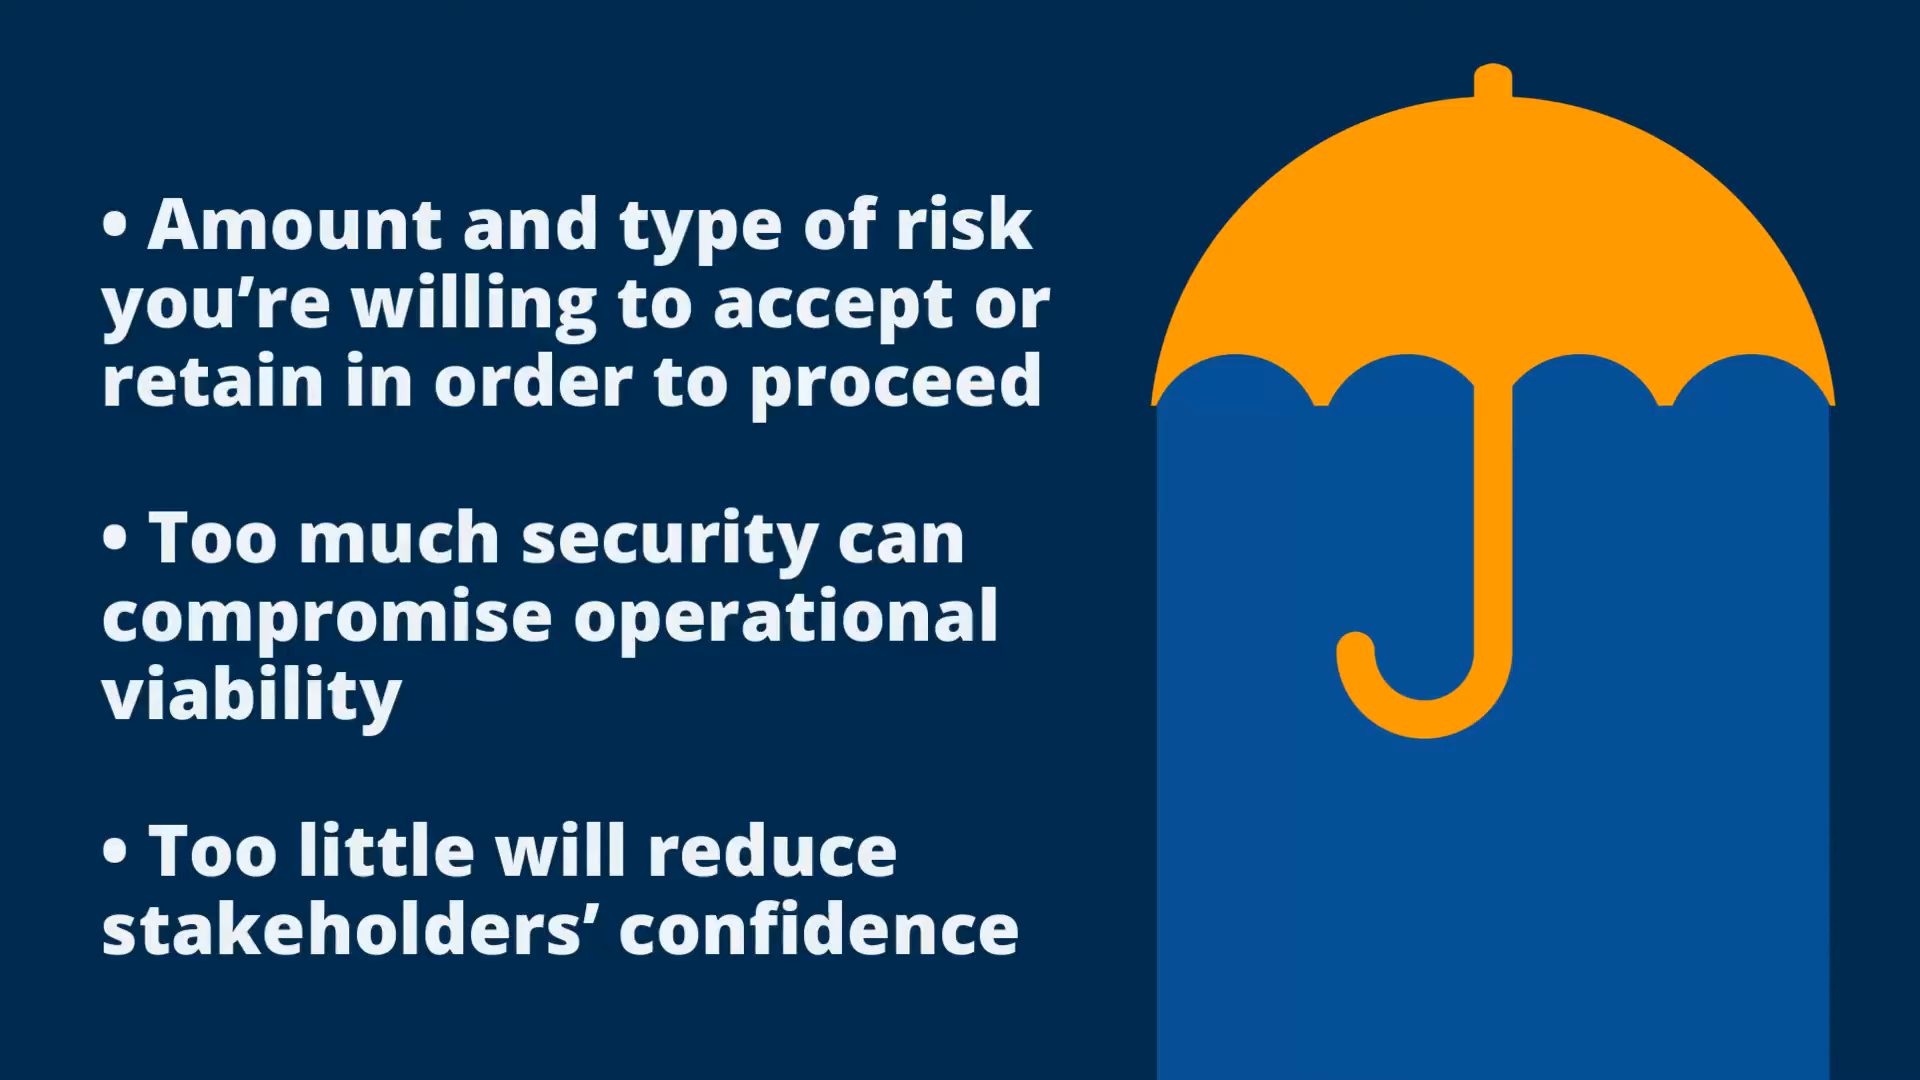 • Amount and type of risk
you’re willing to accept or
retain in order to proceed
• Too much security can
compromise operational
viability
• Too little will reduce
stakeholders’ confidence